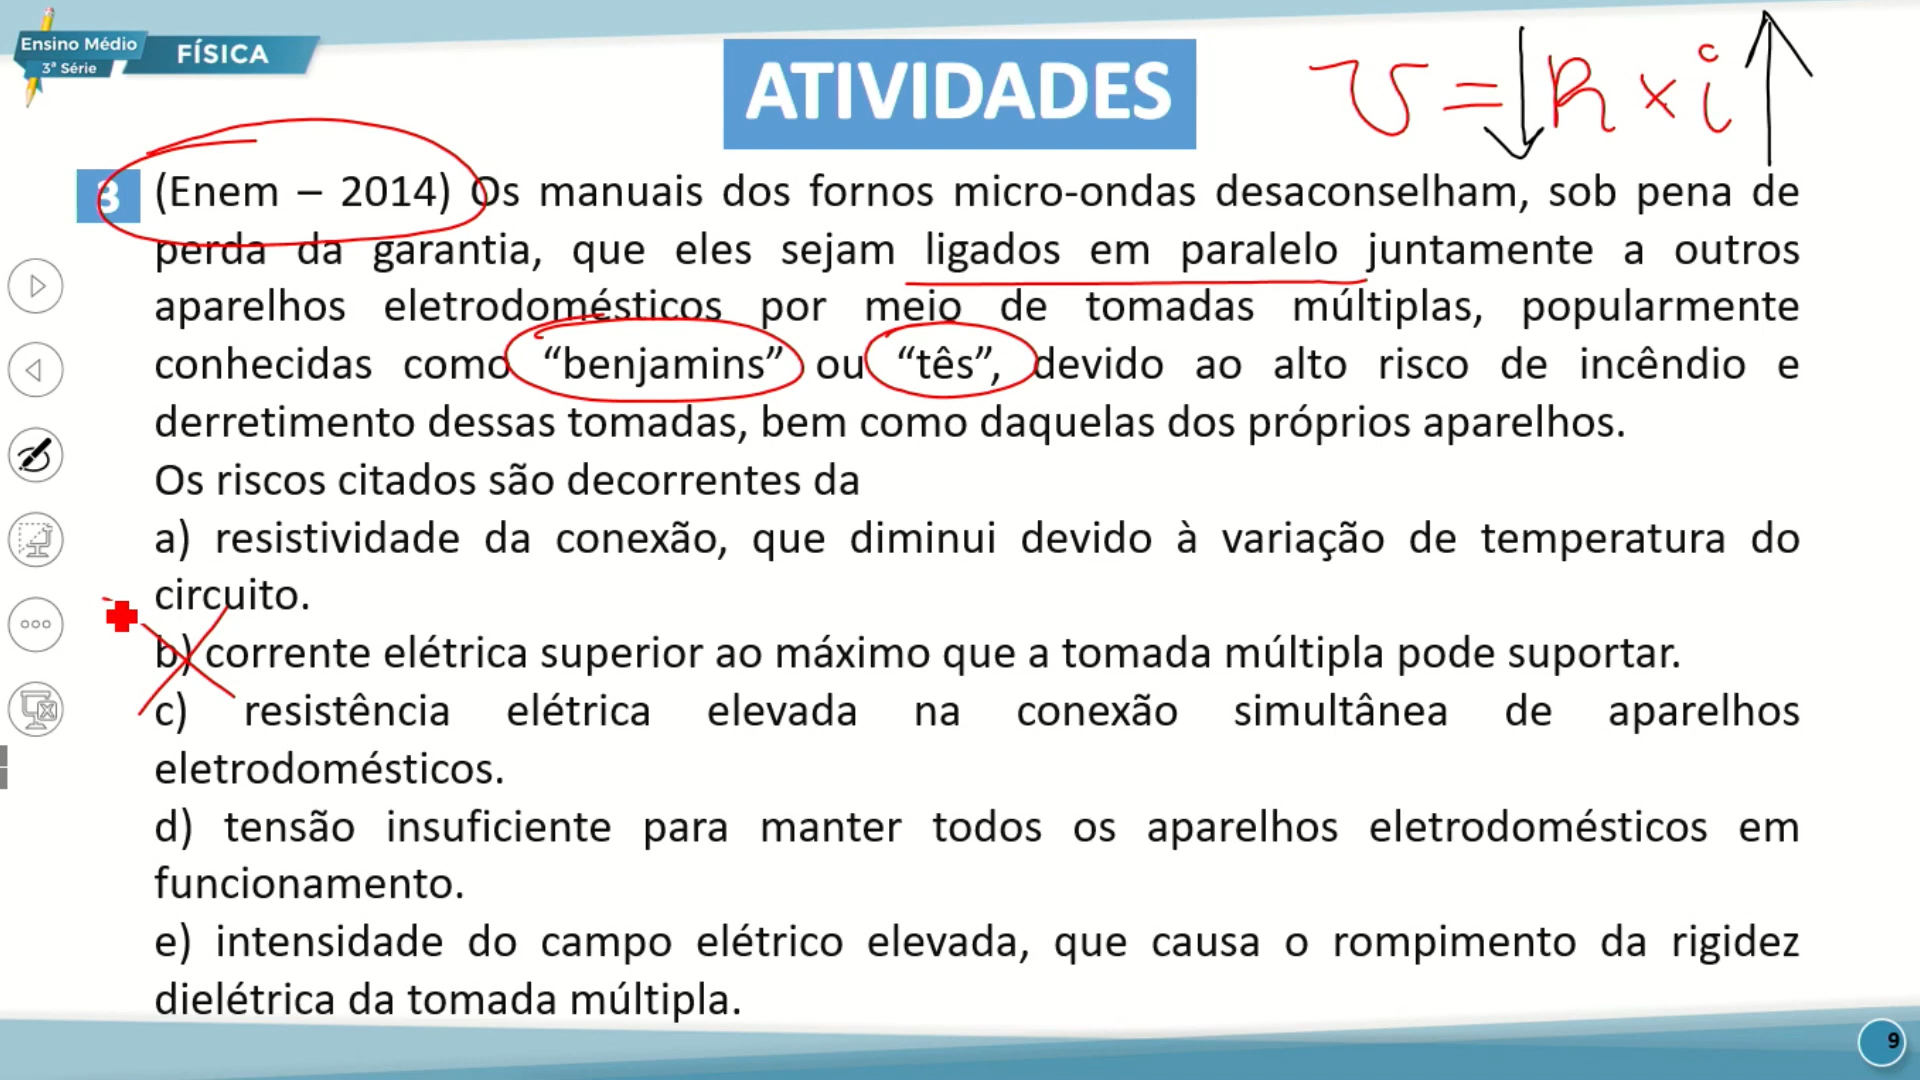 Ensino Médio
3ª Série
FÍSICA
ATIVIDADES
U = R × i
3 (Enem – 2014) Os manuais dos fornos micro-ondas desaconselham, sob pena de
perda da garantia, que eles sejam ligados em paralelo juntamente a outros
aparelhos eletrodomésticos por meio de tomadas múltiplas, popularmente
conhecidas como “benjamins” ou “tês”, devido ao alto risco de incêndio e
derretimento dessas tomadas, bem como daquelas dos próprios aparelhos.
Os riscos citados são decorrentes da
a) resistividade da conexão, que diminui devido à variação de temperatura do
circuito.
b) corrente elétrica superior ao máximo que a tomada múltipla pode suportar.
c) resistência elétrica elevada na conexão simultânea de aparelhos
eletrodomésticos.
d) tensão insuficiente para manter todos os aparelhos eletrodomésticos em
funcionamento.
e) intensidade do campo elétrico elevada, que causa o rompimento da rigidez
dielétrica da tomada múltipla.
9